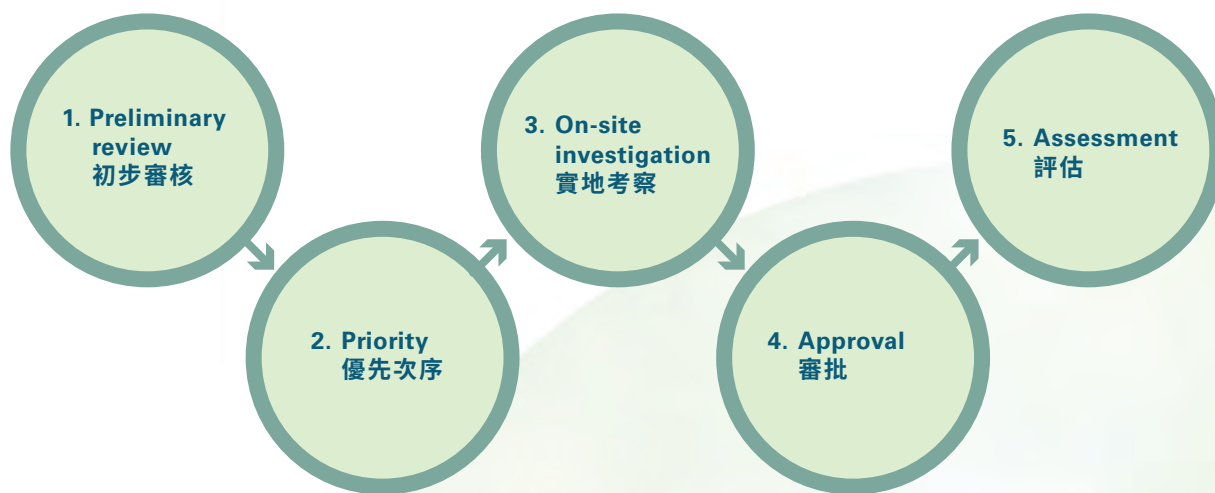 1. Preliminary
review
初步審核
2. Priority
優先次序
3. On-site
investigation
實地考察
4. Approval
審批
5. Assessment
評估